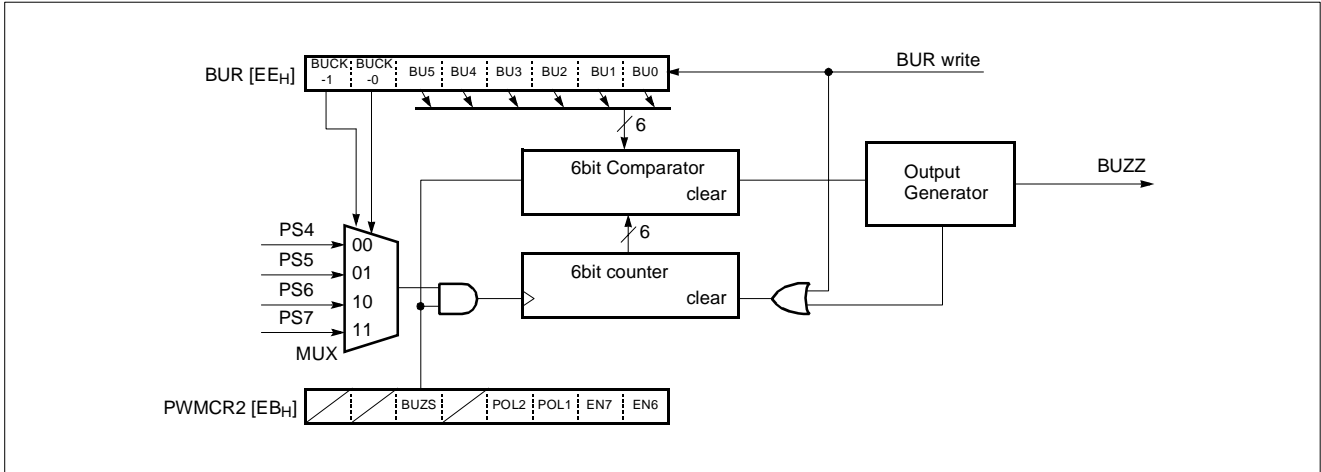 BUR [EEH]
BUCK
-1
BUCK
-0
BU5
BU4
BU3
BU2
BU1
BU0
BUR write
6
6bit Comparator
clear
Output
Generator
BUZZ
PS4
PS5
PS6
PS7
00
01
10
11
MUX
6
6bit counter
clear
PWMCR2 [EBH]
BUZS
POL2
POL1
EN7
EN6